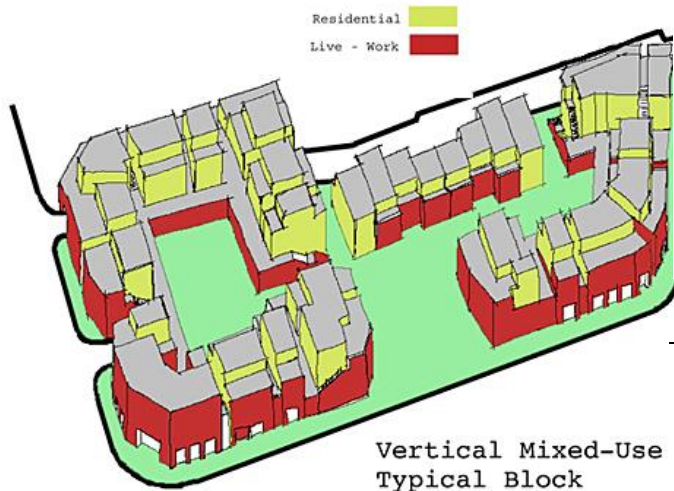 Residential
Live - Work
Vertical Mixed-Use
Typical Block